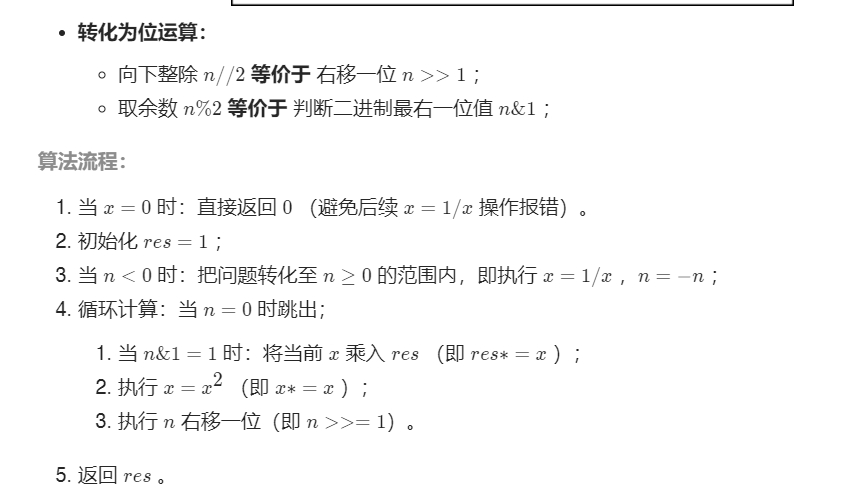 • 转化为位运算：
◦ 向下整除 n//2 等价于 右移一位 n >> 1 ；
◦ 取余数 n%2 等价于 判断二进制最右一位值 n&1 ；
算法流程：
1. 当 x = 0 时：直接返回 0 （避免后续 x = 1/x 操作报错）。
2. 初始化 res = 1 ；
3. 当 n < 0 时：把问题转化至 n ≥ 0 的范围内，即执行 x = 1/x ，n = −n ；
4. 循环计算：当 n = 0 时跳出；
1. 当 n&1 = 1 时：将当前 x 乘入 res （即 res∗ = x ）；
2. 执行 x = x² （即 x∗ = x ）；
3. 执行 n 右移一位（即 n >>= 1）。
5. 返回 res 。